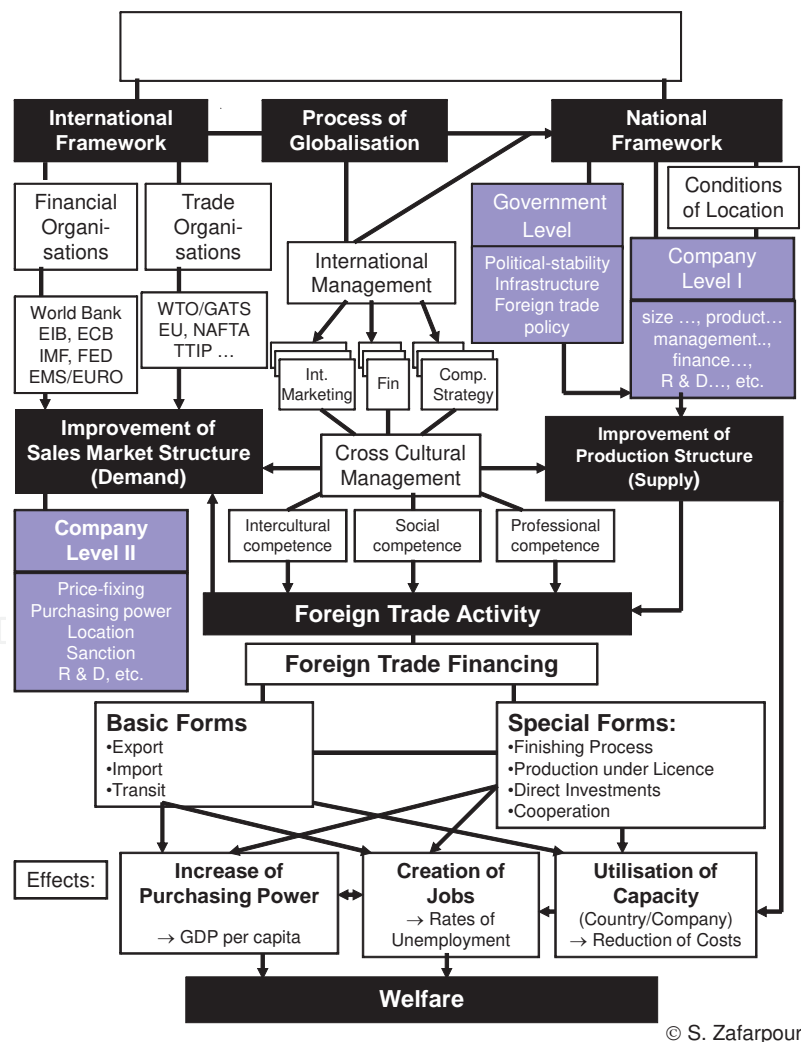 International
Framework
Process of
Globalisation
National
Framework
Financial
Organi-
sations
Trade
Organi-
sations
Government
Level
Conditions
of Location
Political-stability
Infrastructure
Foreign trade
policy
Company
Level I
size ..., product...
management..,
finance...,
R & D..., etc.
International
Management
World Bank
EIB, ECB
IMF, FED
EMS/EURO
WTO/GATS
EU, NAFTA
TTIP ...
Int.
Marketing
Fin
Comp.
Strategy
Improvement of
Sales Market Structure
(Demand)
Cross Cultural
Management
Improvement of
Production Structure
(Supply)
Company
Level II
Price-fixing
Purchasing power
Location
Sanction
R & D, etc.
Intercultural
competence
Social
competence
Professional
competence
Foreign Trade Activity
Foreign Trade Financing
Basic Forms
•Export
•Import
•Transit
Special Forms:
•Finishing Process
•Production under Licence
•Direct Investments
•Cooperation
Effects:
Increase of
Purchasing Power
→ GDP per capita
Creation of
Jobs
→ Rates of
Unemployment
Utilisation of
Capacity
(Country/Company)
→ Reduction of Costs
Welfare
© S. Zafarpour